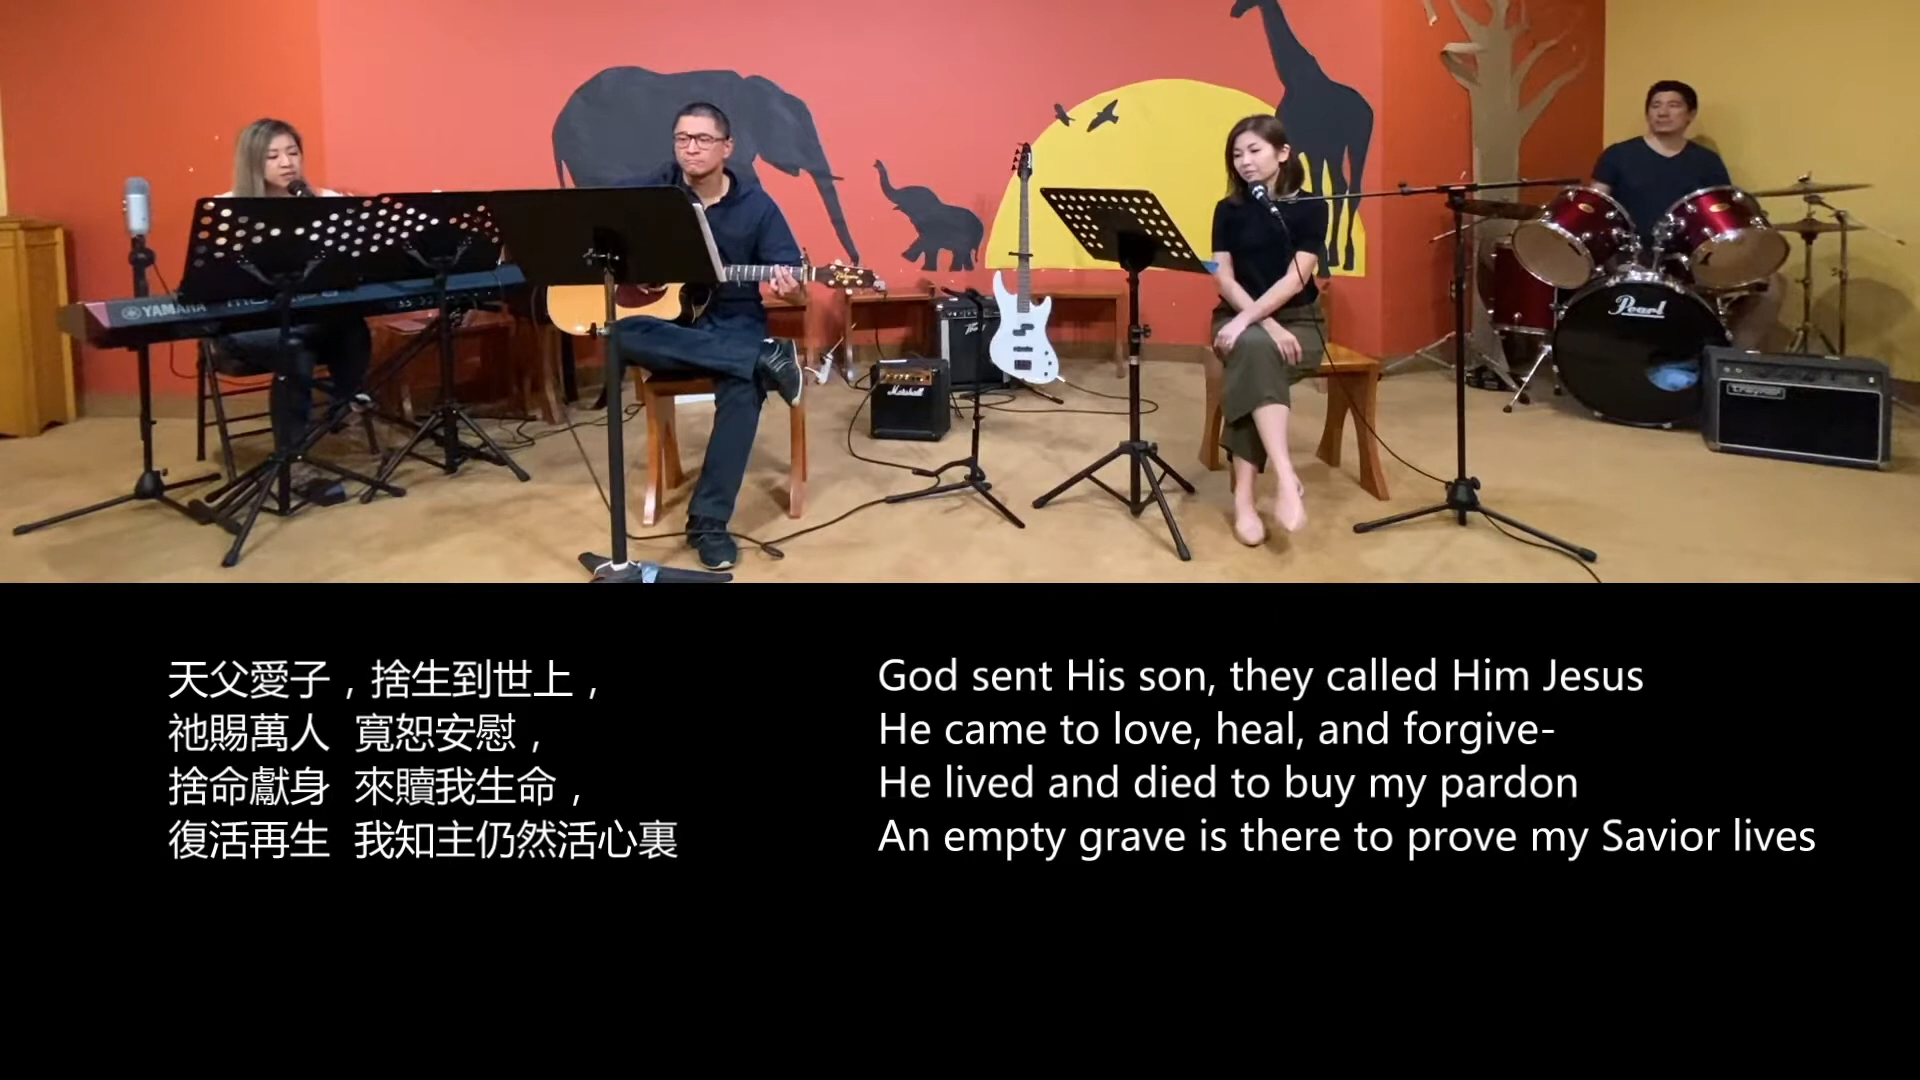 YAMAHA
Marshall
Pearl
Traynor
天父愛子，捨生到世上，
祂賜萬人 寬恕安慰，
捨命獻身 來贖我生命，
復活再生 我知主仍然活心裏
God sent His son, they called Him Jesus
He came to love, heal, and forgive-
He lived and died to buy my pardon
An empty grave is there to prove my Savior lives